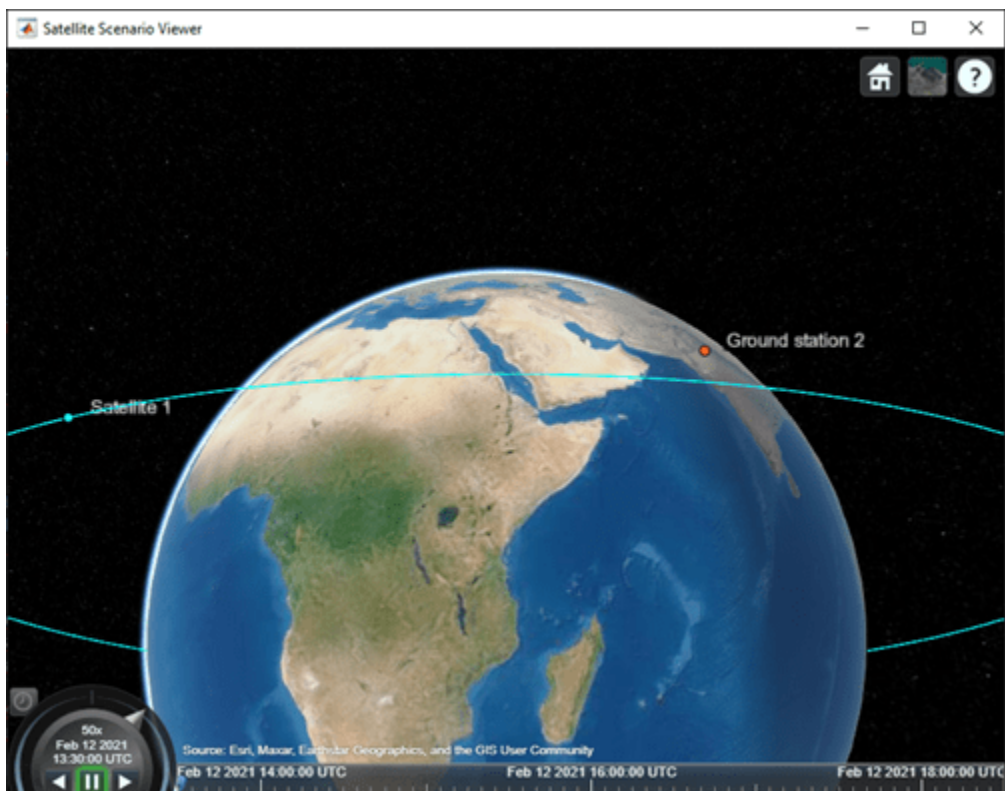 Satellite Scenario Viewer
?
Ground station 2
Satellite 1
50x
Feb 12 2021
13:30:00 UTC
Source: Esri, Maxar, Earthstar Geographics, and the GIS User Community
Feb 12 2021 14:00:00 UTC
Feb 12 2021 16:00:00 UTC
Feb 12 2021 18:00:00 UTC